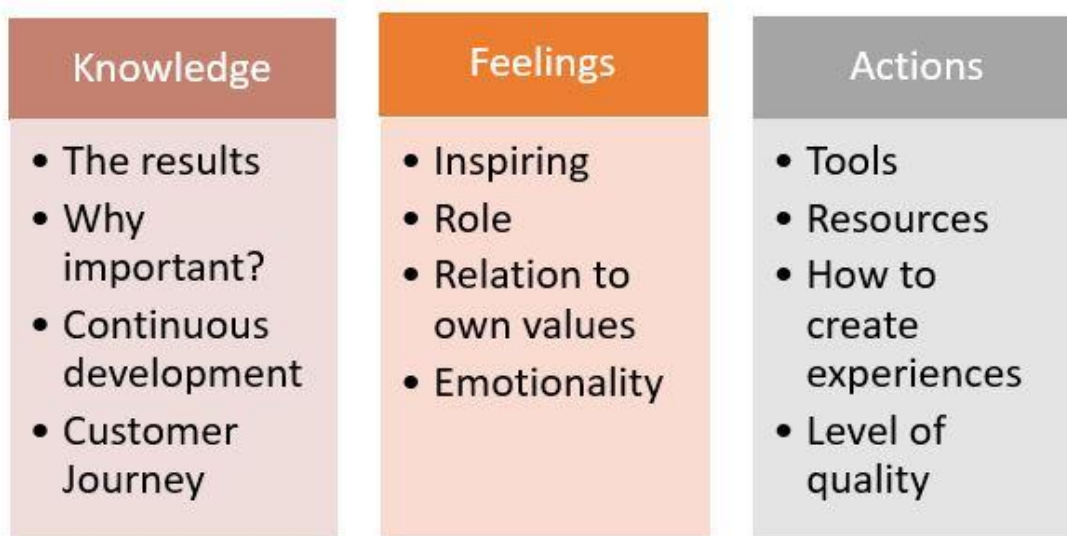 Knowledge
• The results
• Why
important?
• Continuous
development
• Customer
Journey
Feelings
• Inspiring
• Role
• Relation to
own values
• Emotionality
Actions
• Tools
• Resources
• How to
create
experiences
• Level of
quality